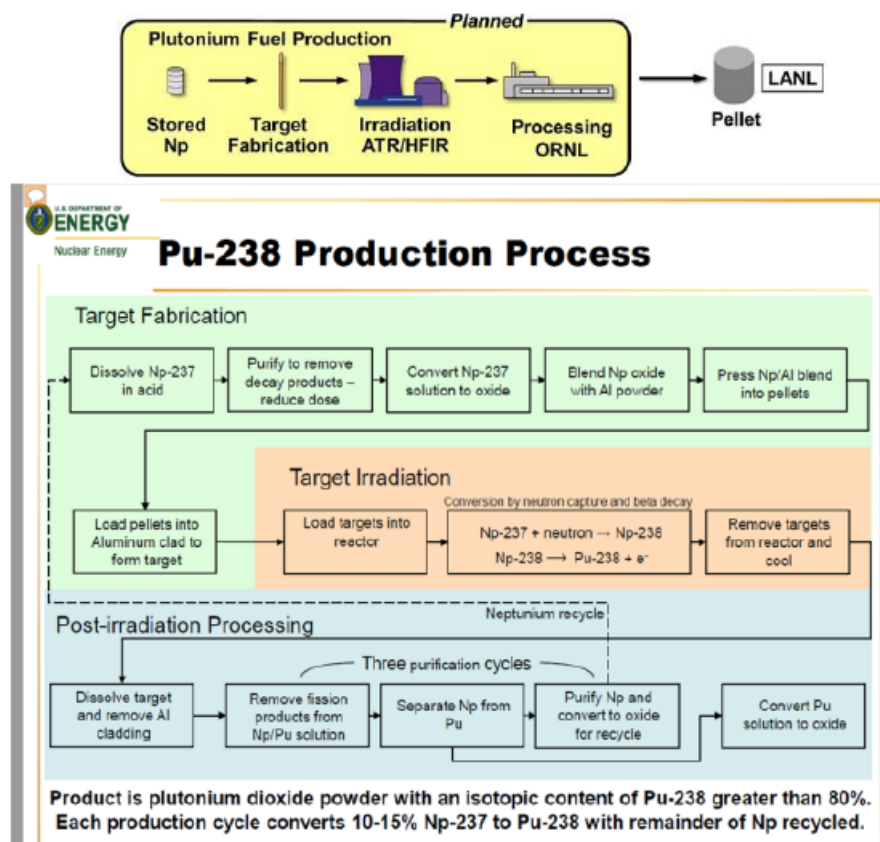 Planned
Plutonium Fuel Production
Stored
Np
Target
Fabrication
Irradiation
ATR/HFIR
Processing
ORNL
Pellet
LANL
U.S. DEPARTMENT OF
ENERGY
Nuclear Energy
Pu-238 Production Process
Target Fabrication
Dissolve Np-237
in acid
Purify to remove
decay products –
reduce dose
Convert Np-237
solution to oxide
Blend Np oxide
with Al powder
Press Np/Al blend
into pellets
Load pellets into
Aluminum clad to
form target
Target Irradiation
Load targets into
reactor
Conversion by neutron capture and beta decay
Np-237 + neutron → Np-238
Np-238 → Pu-238 + e⁻
Remove targets
from reactor and
cool
Neptunium recycle
Post-irradiation Processing
Three purification cycles
Dissolve target
and remove Al
cladding
Remove fission
products from
Np/Pu solution
Separate Np from
Pu
Purify Np and
convert to oxide
for recycle
Convert Pu
solution to oxide
Product is plutonium dioxide powder with an isotopic content of Pu-238 greater than 80%.
Each production cycle converts 10-15% Np-237 to Pu-238 with remainder of Np recycled.